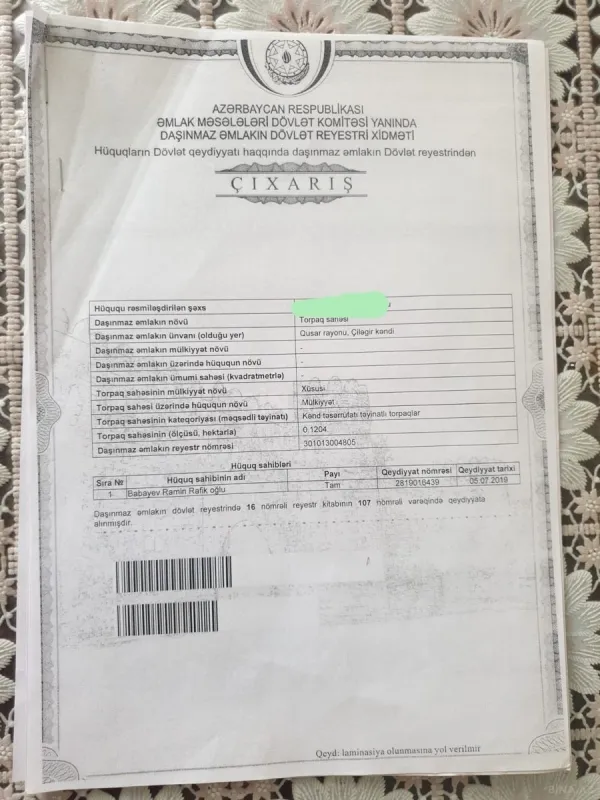 AZƏRBAYCAN RESPUBLİKASI
ƏMLAK MƏSƏLƏLƏRİ DÖVLƏT KOMİTƏSİ YANINDA
DAŞINMAZ ƏMLAKIN DÖVLƏT REYESTRİ XİDMƏTİ
Hüquqların Dövlət qeydiyyatı haqqında daşınmaz əmlakın Dövlət reyestrindən
ÇIXARIŞ
Hüququ rəsmiləşdirilən şəxs
Daşınmaz əmlakın növü Torpaq sahəsi
Daşınmaz əmlakın ünvanı (olduğu yer) Qusar rayonu, Çiləgir kəndi
Daşınmaz əmlakın mülkiyyət növü -
Daşınmaz əmlakın üzərində hüququn növü -
Daşınmaz əmlakın ümumi sahəsi (kvadratmetrlə) -
Torpaq sahəsinin mülkiyyət növü Xüsusi
Torpaq sahəsi üzərində hüququn növü Mülkiyyət
Torpaq sahəsinin kateqoriyası (məqsədli təyinatı) Kənd təsərrüfatı təyinatlı torpaqlar
Torpaq sahəsinin (ölçüsü, hektarla) 0.1204
Daşınmaz əmlakın reyestr nömrəsi 301013004805
Hüquq sahibləri
Sıra № Hüquq sahibinin adı Payı Qeydiyyat nömrəsi Qeydiyyat tarixi
1 Babayev Ramin Rafik oğlu Tam 2819016439 05.07.2019
Daşınmaz əmlakın dövlət reyestrində 16 nömrəli reyestr kitabının 107 nömrəli vərəqində qeydiyyata
alınmışdır.
Qeyd: laminasiya olunmasına yol verilmir
BINA.AZ